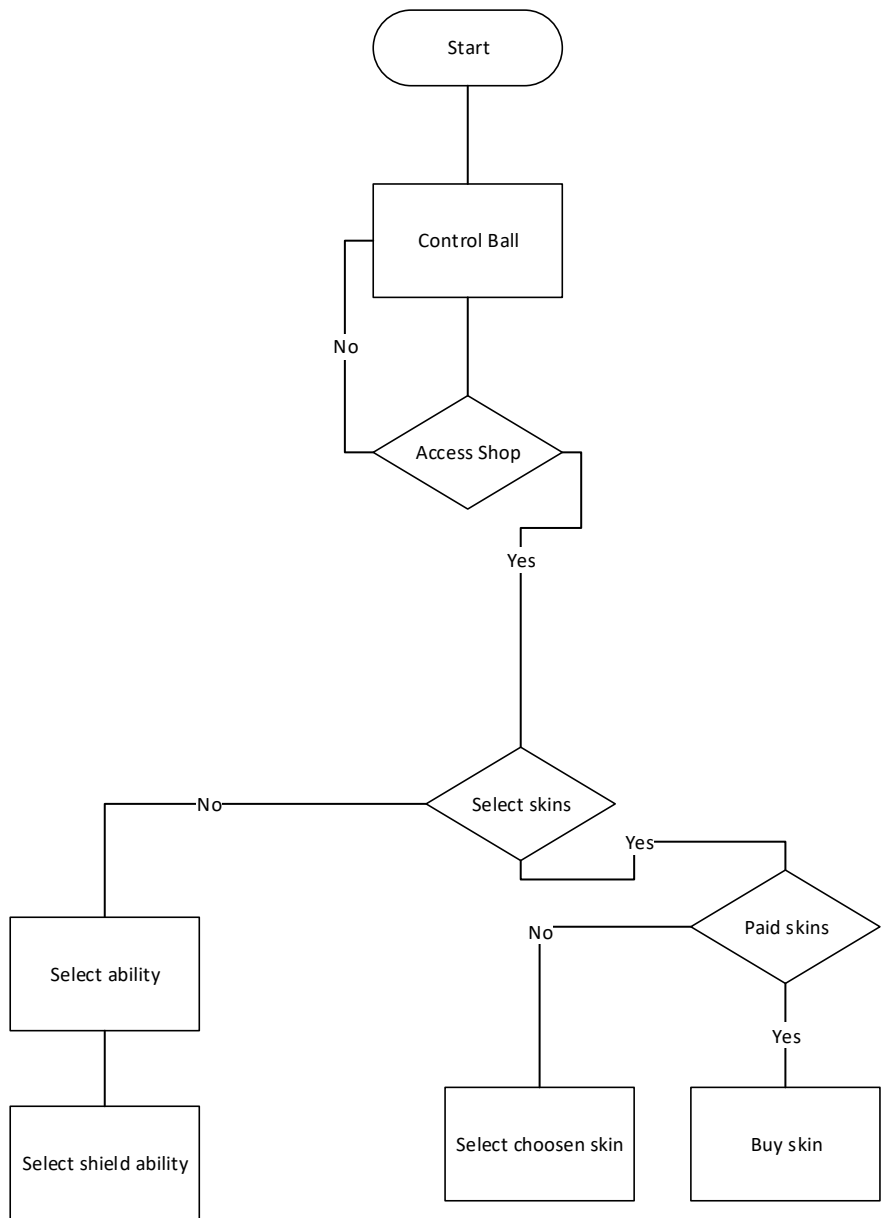 Start
Control Ball
No
Access Shop
Yes
Select skins
No
Yes
Paid skins
No
Select ability
Yes
Select choosen skin
Buy skin
Select shield ability